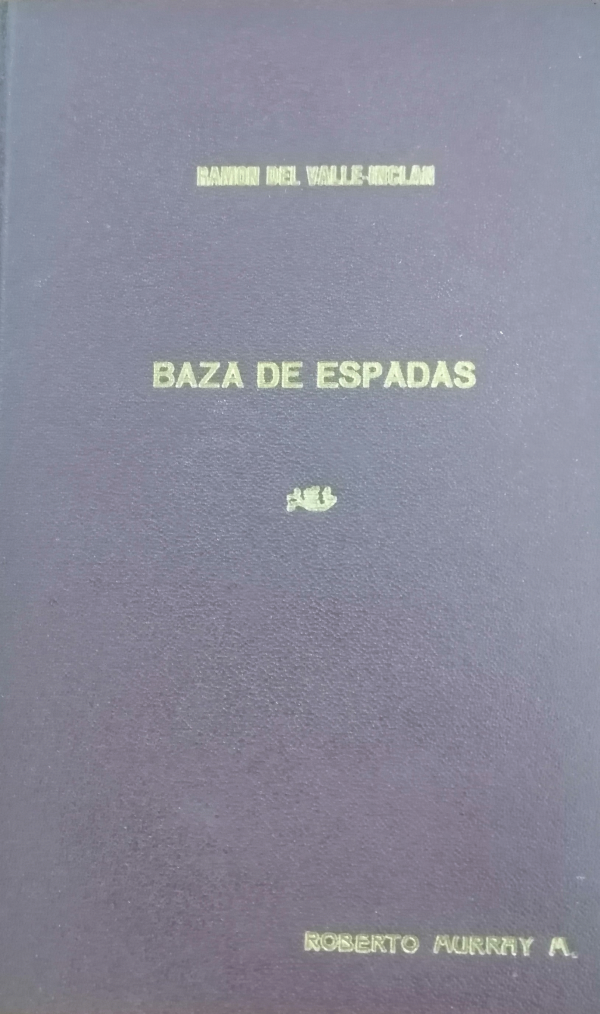 RAMON DEL VALLE-INCLAN
BAZA DE ESPADAS
ROBERTO MURRAY M.